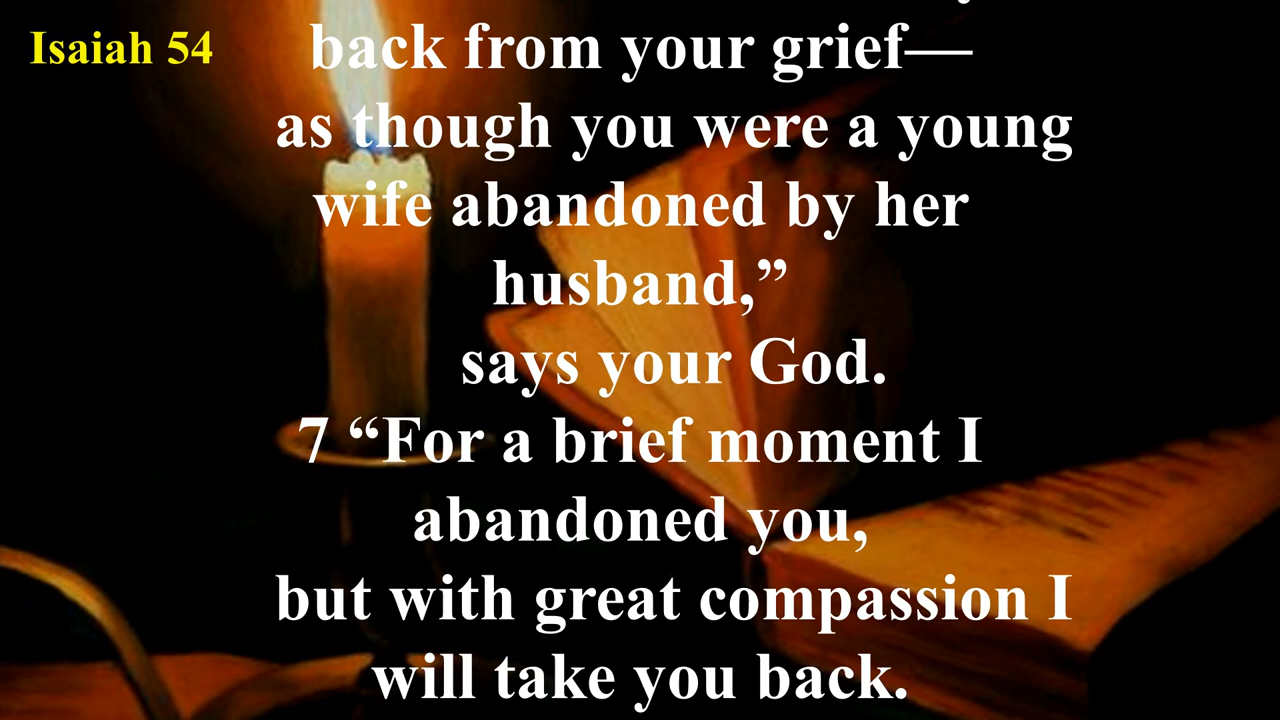 Isaiah 54
back from your grief—
as though you were a young
wife abandoned by her
husband,”
says your God.
7 “For a brief moment I
abandoned you,
but with great compassion I
will take you back.